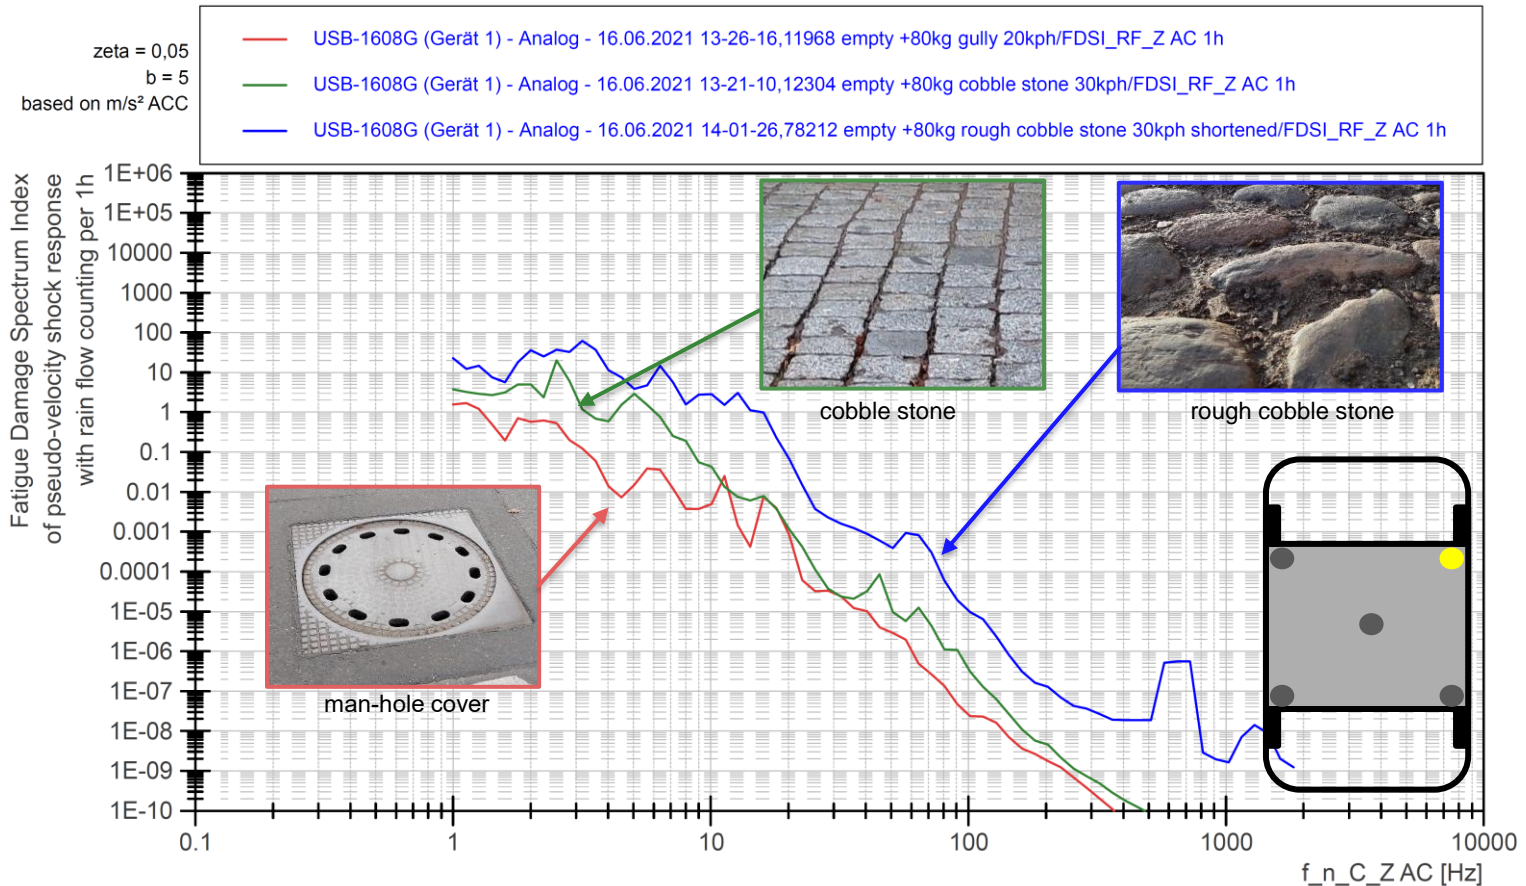 zeta = 0,05
b = 5
based on m/s² ACC
USB-1608G (Gerät 1) - Analog - 16.06.2021 13-26-16,11968 empty +80kg gully 20kph/FDSI_RF_Z AC 1h
USB-1608G (Gerät 1) - Analog - 16.06.2021 13-21-10,12304 empty +80kg cobble stone 30kph/FDSI_RF_Z AC 1h
USB-1608G (Gerät 1) - Analog - 16.06.2021 14-01-26,78212 empty +80kg rough cobble stone 30kph shortened/FDSI_RF_Z AC 1h
Fatigue Damage Spectrum Index
of pseudo-velocity shock response
with rain flow counting per 1h
1E+06
1E+05
10000
1000
100
10
1
0.1
0.01
0.001
0.0001
1E-05
1E-06
1E-07
1E-08
1E-09
1E-10
cobble stone
rough cobble stone
man-hole cover
0.1
1
10
100
1000
10000
f_n_C_Z AC [Hz]